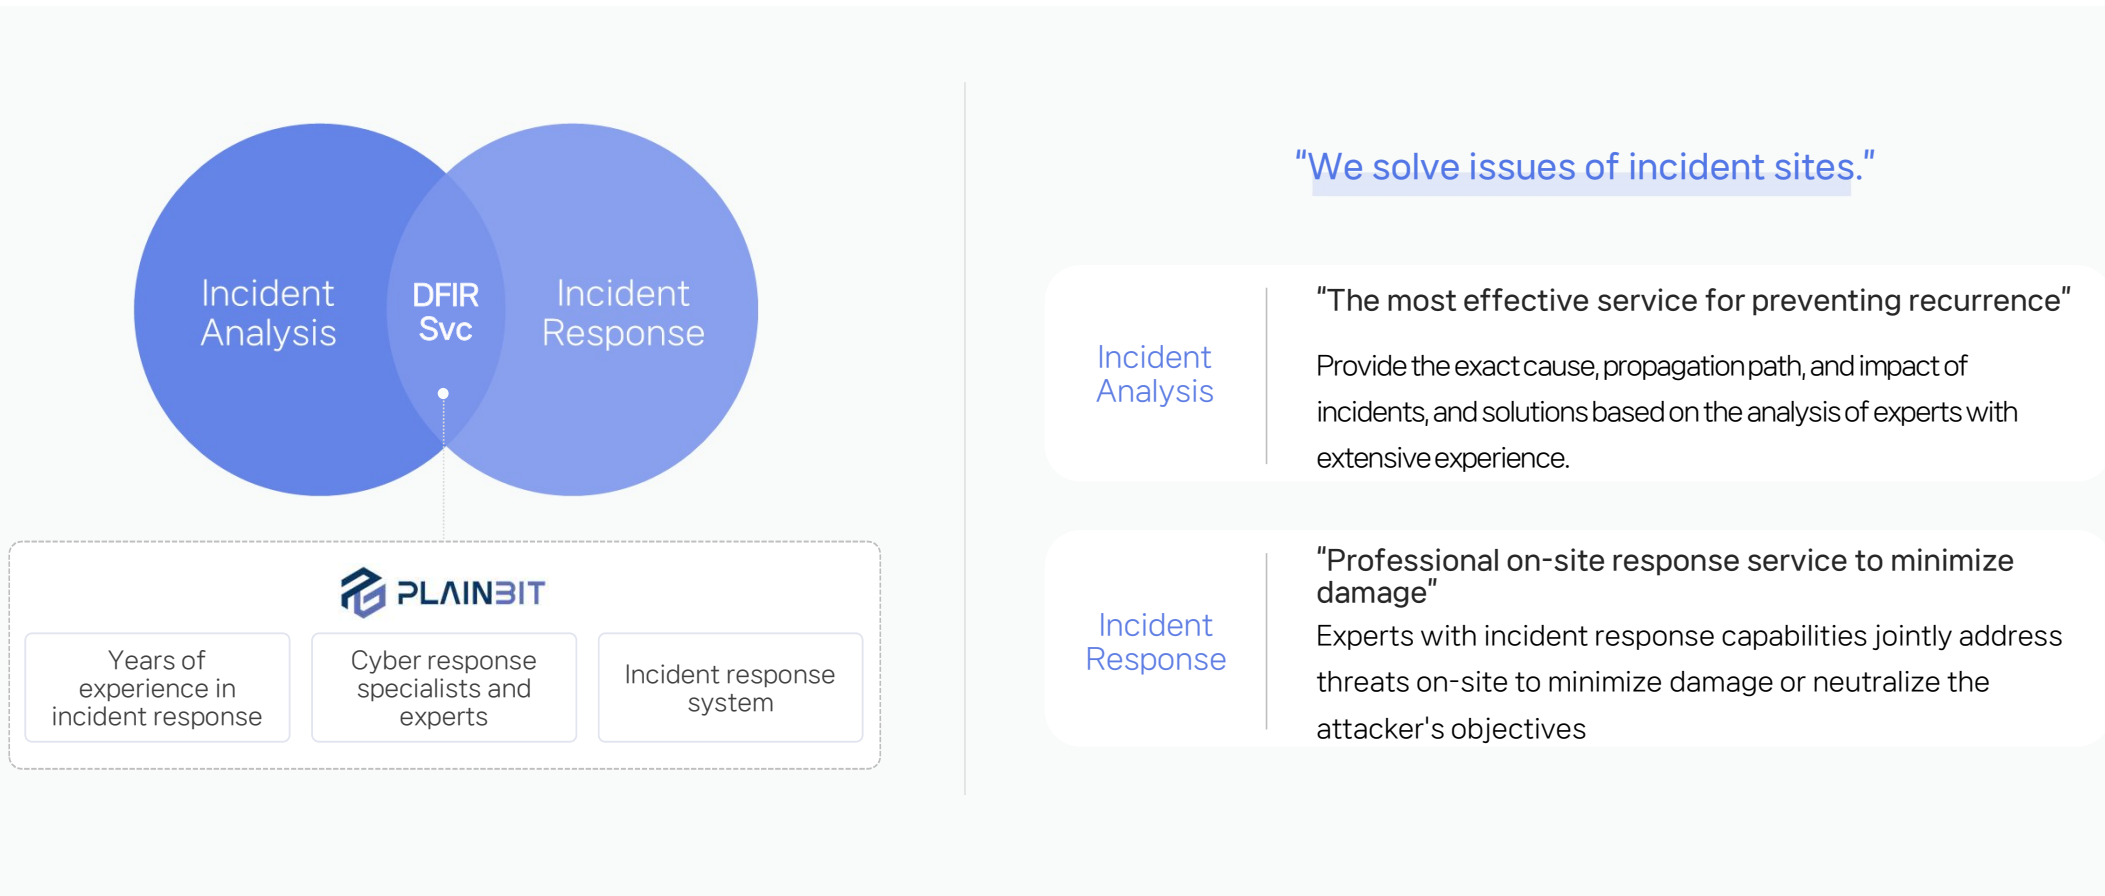 Incident
Analysis
DFIR
Svc
Incident
Response
PLAINBIT
Years of
experience in
incident response
Cyber response
specialists and
experts
Incident response
system
"We solve issues of incident sites."
Incident
Analysis
"The most effective service for preventing recurrence"
Provide the exact cause, propagation path, and impact of
incidents, and solutions based on the analysis of experts with
extensive experience.
Incident
Response
"Professional on-site response service to minimize
damage"
Experts with incident response capabilities jointly address
threats on-site to minimize damage or neutralize the
attacker's objectives